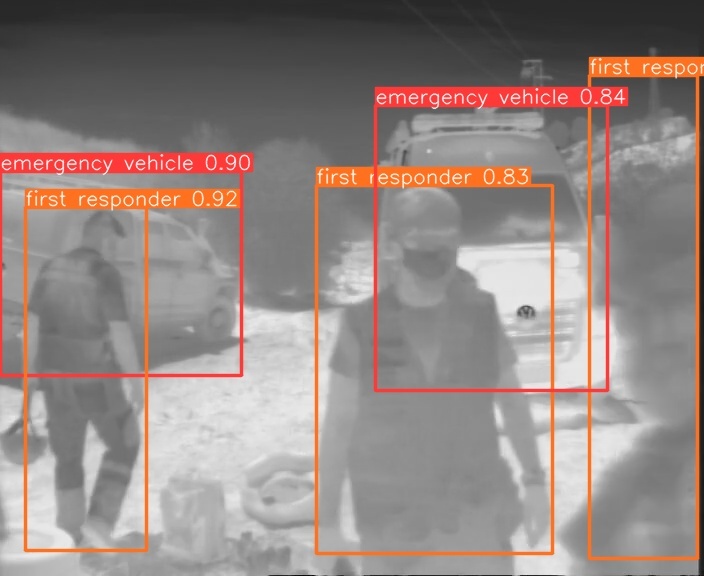 first respon
emergency vehicle 0.84
emergency vehicle 0.90
first responder 0.83
first responder 0.92